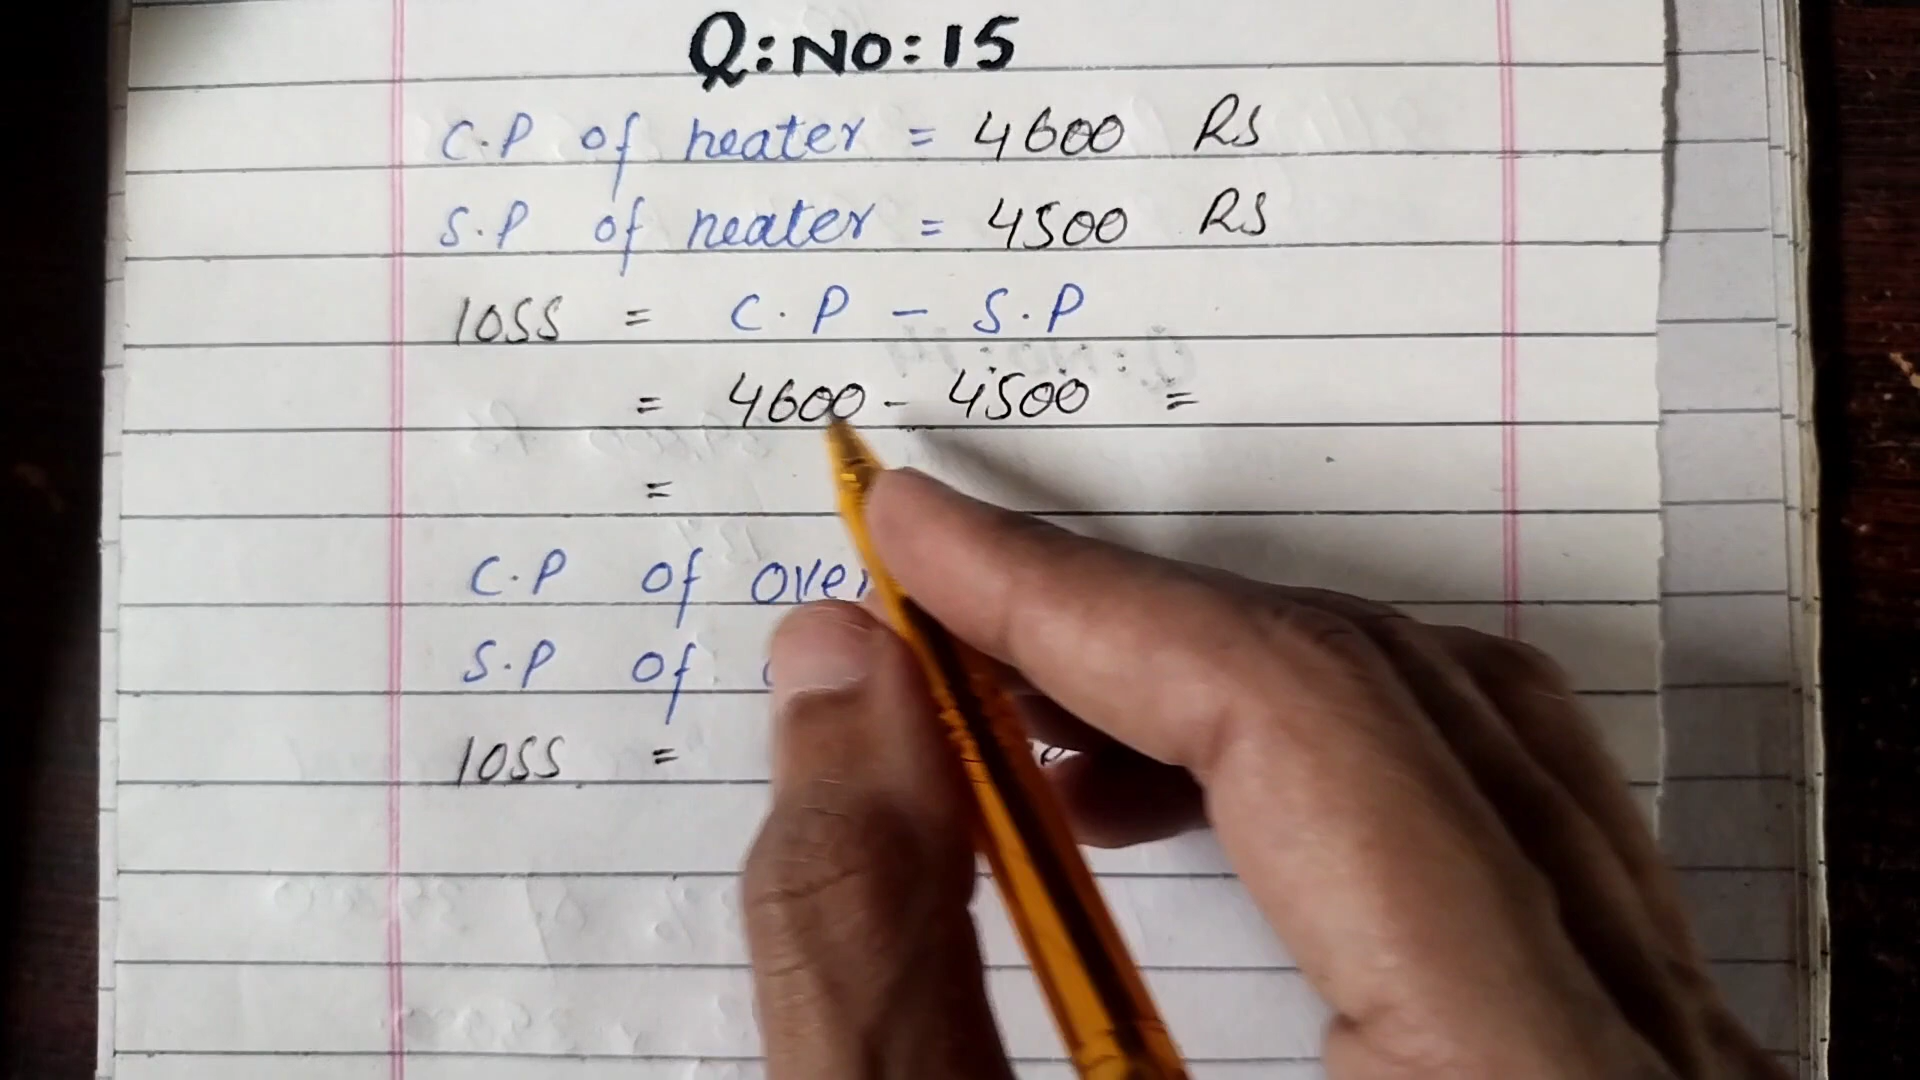 Q:NO:15
C.P of heater = 4600 RS
S.P of heater = 4500 RS
loss = C.P - S.P
= 4600 - 4500 =
=
C.P of
S.P of
loss =